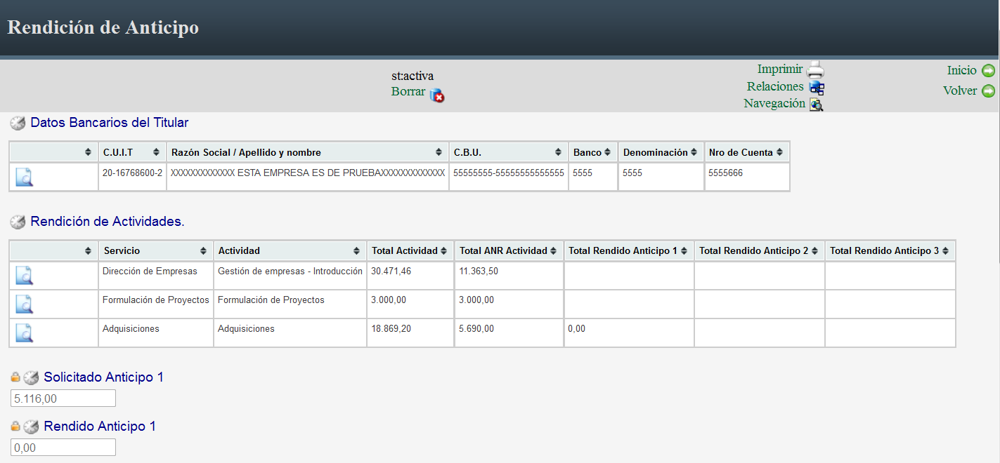 Rendición de Anticipo
st:activa
Borrar
Imprimir
Relaciones
Navegación
Inicio
Volver
Datos Bancarios del Titular
C.U.I.T Razón Social / Apellido y nombre C.B.U. Banco Denominación Nro de Cuenta
20-16768600-2 XXXXXXXXXXXXX ESTA EMPRESA ES DE PRUEBAXXXXXXXXXXXXX 55555555-55555555555555 5555 5555 5555666
Rendición de Actividades.
Servicio Actividad Total Actividad Total ANR Actividad Total Rendido Anticipo 1 Total Rendido Anticipo 2 Total Rendido Anticipo 3
Dirección de Empresas Gestión de empresas - Introducción 30.471,46 11.363,50
Formulación de Proyectos Formulación de Proyectos 3.000,00 3.000,00
Adquisiciones Adquisiciones 18.869,20 5.690,00 0,00
Solicitado Anticipo 1
5.116,00
Rendido Anticipo 1
0,00